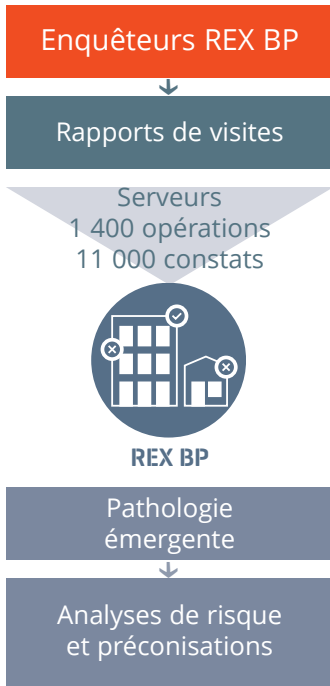 Enquêteurs REX BP
Rapports de visites
Serveurs
1 400 opérations
11 000 constats
REX BP
Pathologie
émergente
Analyses de risque
et préconisations